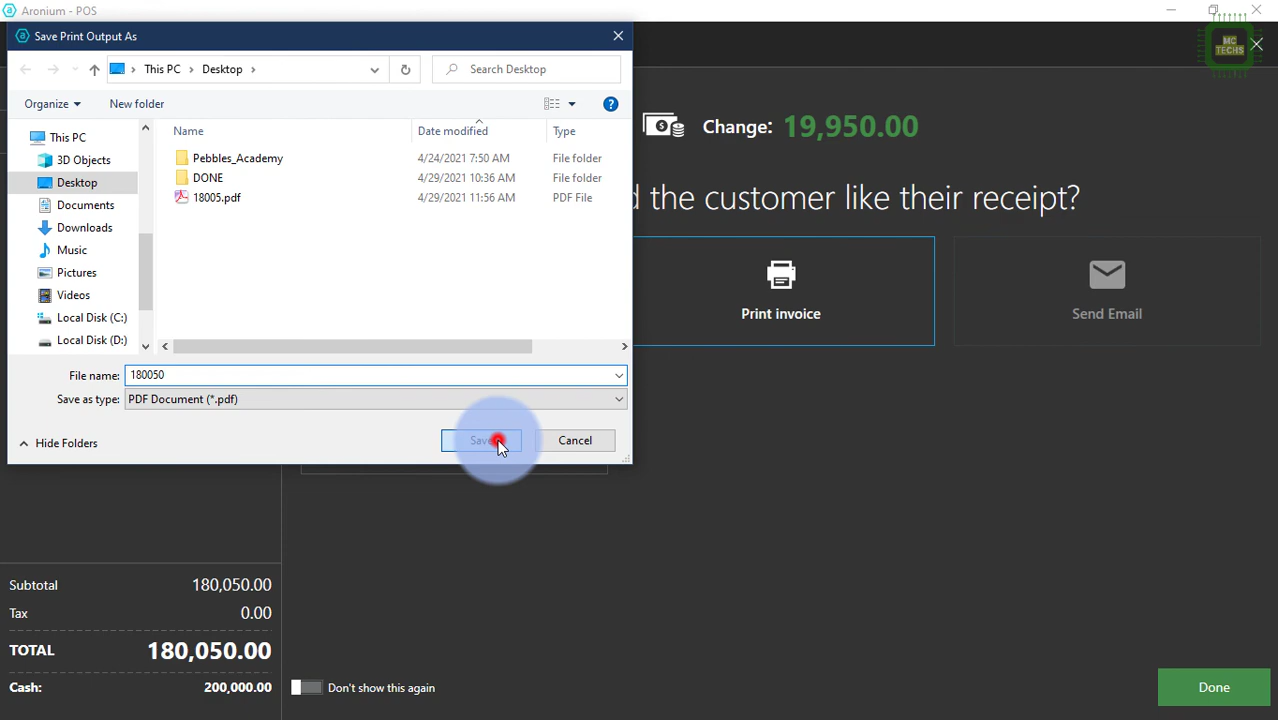 Aronium - POS
Save Print Output As
This PC > Desktop >
Search Desktop
MC
TECHS
Organize
New folder
Change: 19,950.00
This PC
3D Objects
Desktop
Documents
Downloads
Music
Pictures
Videos
Local Disk (C:)
Local Disk (D:)
Name
Date modified
Type
Pebbles_Academy
4/24/2021 7:50 AM
File folder
DONE
4/29/2021 10:36 AM
File folder
18005.pdf
4/29/2021 11:56 AM
PDF File
d the customer like their receipt?
Print invoice
Send Email
File name: 180050
Save as type: PDF Document (*.pdf)
Hide Folders
Save
Cancel
Subtotal 180,050.00
Tax 0.00
TOTAL 180,050.00
Cash: 200,000.00
Don't show this again
Done